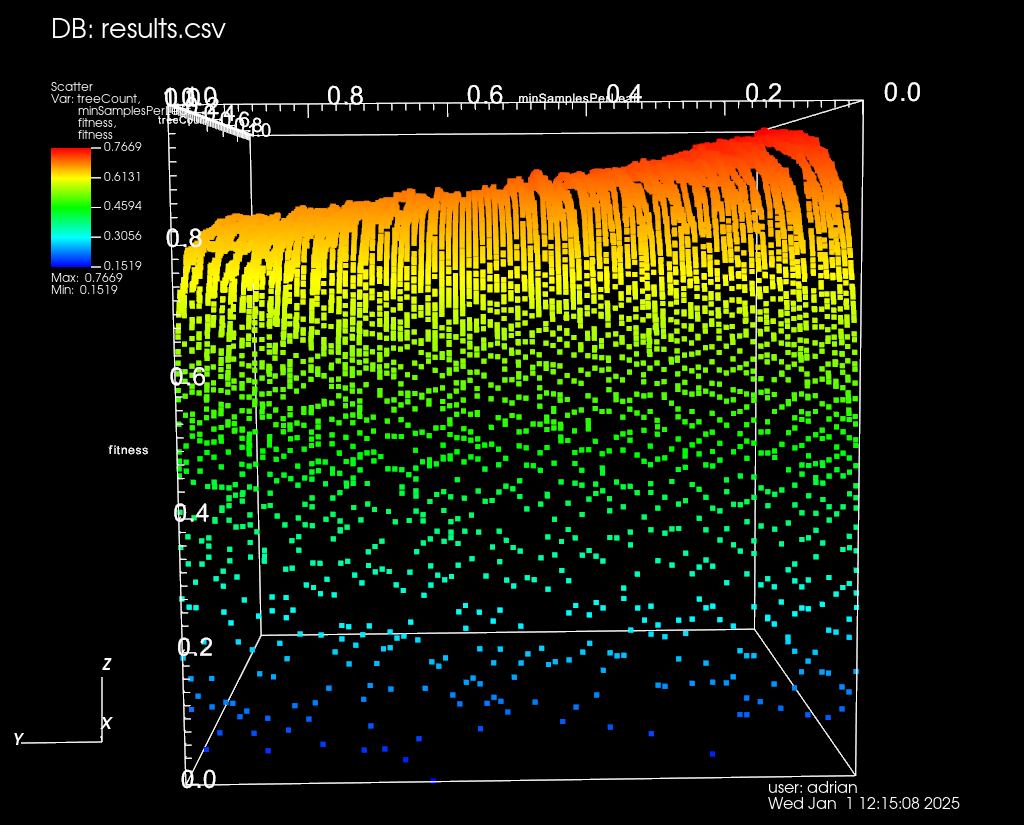 DB: results.csv
Scatter
Var: treeCount,
minSamplesPerLeaf,
fitness,
fitness
0.7669
0.6131
0.4594
0.3056
0.1519
Max: 0.7669
Min: 0.1519
0.8 0.6 0.4 0.2 0.0
minSamplesPerLeaf
0.8
0.6
fitness
0.4
0.2
0.0
Z
X
Y
user: adrian
Wed Jan 1 12:15:08 2025